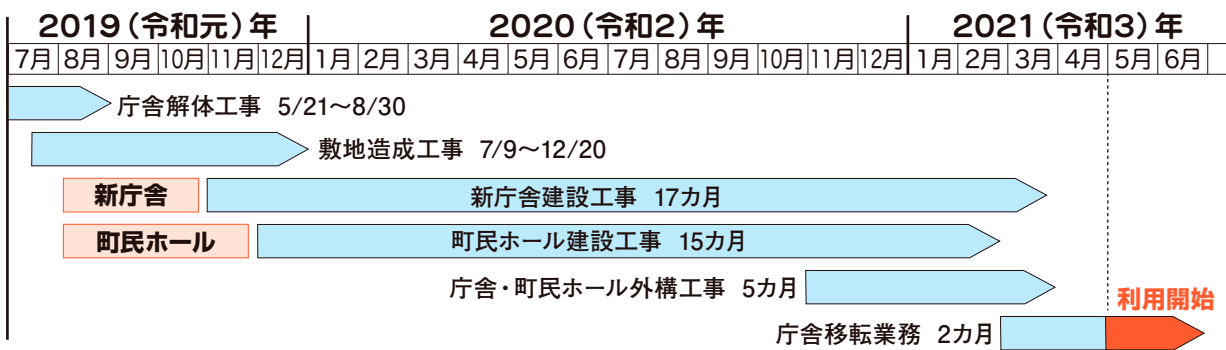 2019（令和元）年 2020（令和2）年 2021（令和3）年
7月 8月 9月 10月 11月 12月 1月 2月 3月 4月 5月 6月 7月 8月 9月 10月 11月 12月 1月 2月 3月 4月 5月 6月
庁舎解体工事 5/21～8/30
敷地造成工事 7/9～12/20
新庁舎 新庁舎建設工事 17カ月
町民ホール 町民ホール建設工事 15カ月
庁舎・町民ホール外構工事 5カ月
利用開始
庁舎移転業務 2カ月